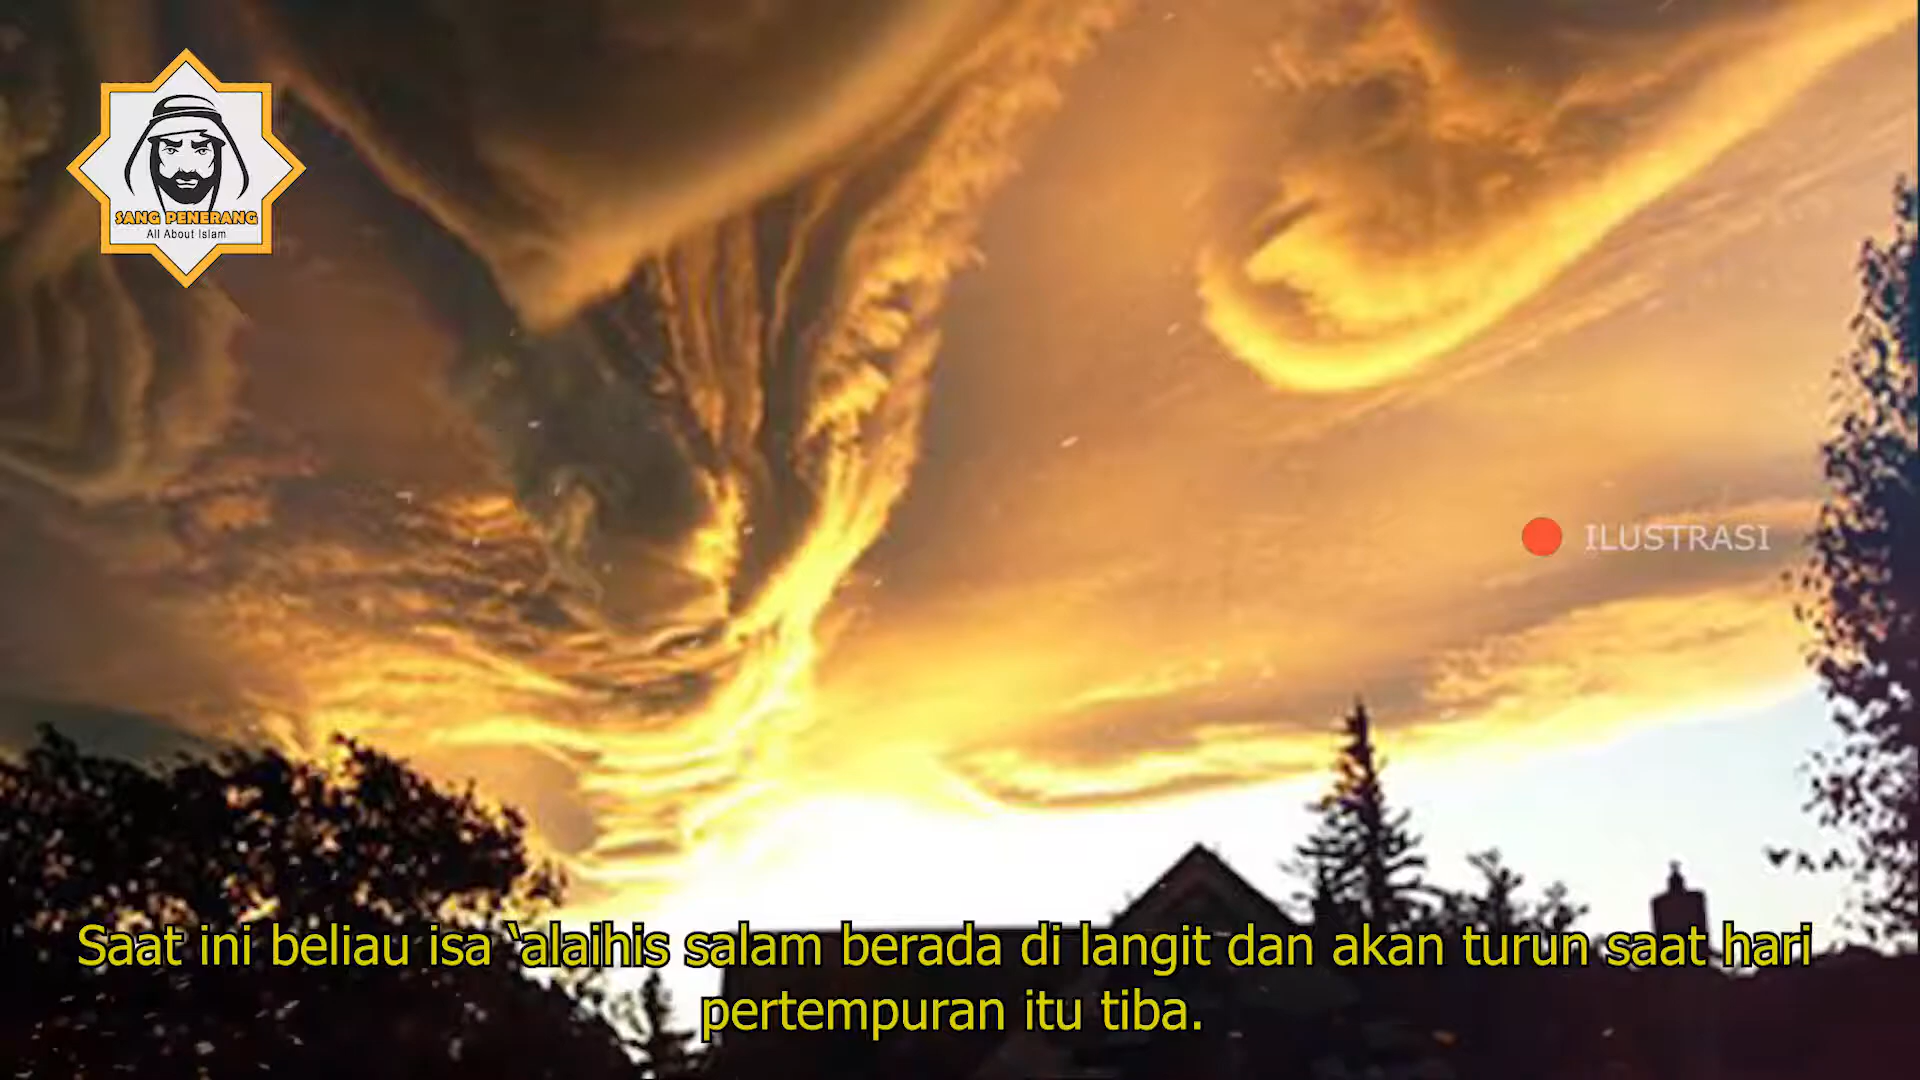 SANG PENERANG
All About Islam
ILUSTRASI
Saat ini beliau isa ‘alaihis salam berada di langit dan akan turun saat hari
pertempuran itu tiba.